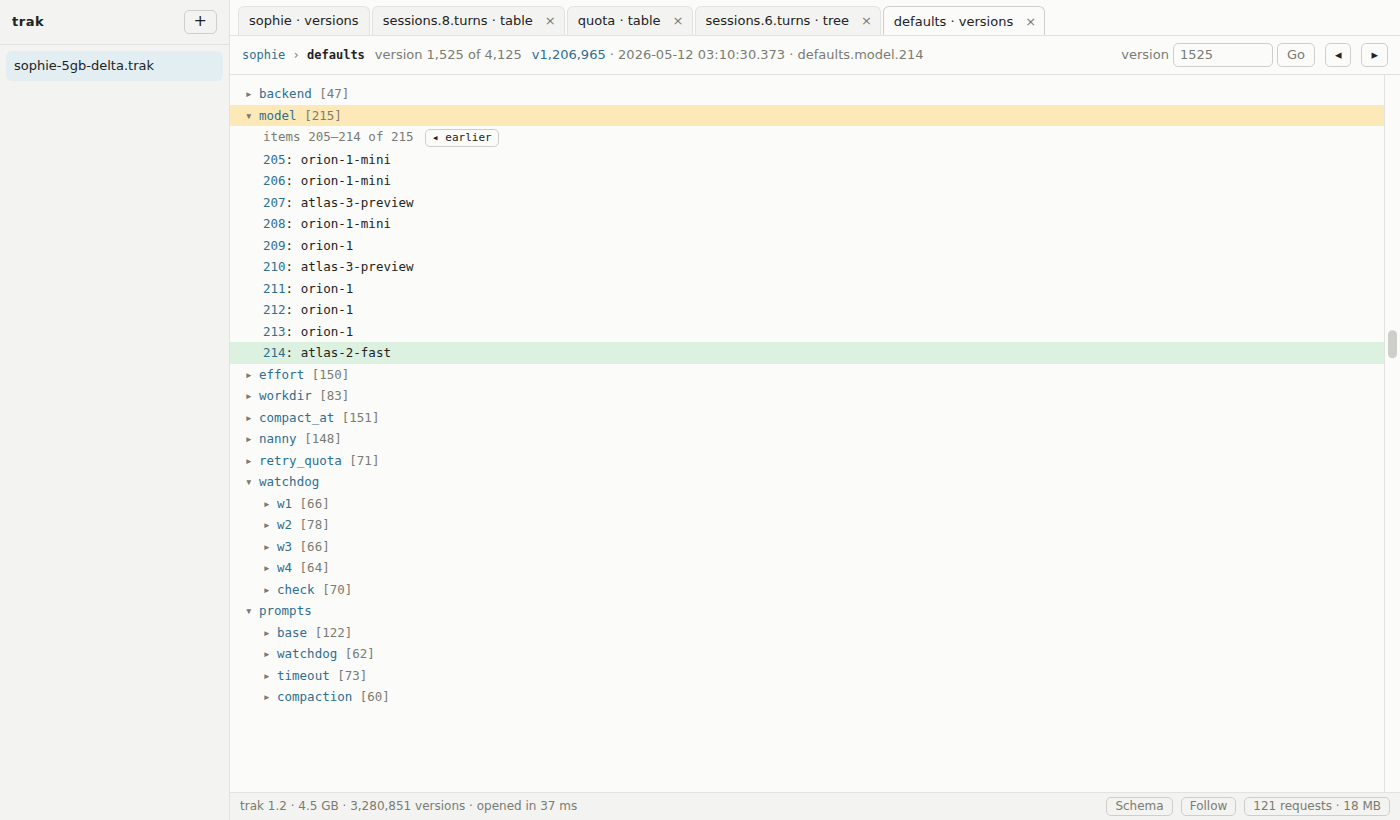 trak
+
sophie-5gb-delta.trak
sophie · versions
sessions.8.turns · table ×
quota · table ×
sessions.6.turns · tree ×
defaults · versions ×
sophie › defaults version 1,525 of 4,125 v1,206,965 · 2026-05-12 03:10:30.373 · defaults.model.214
version 1525 Go ◂ ▸
▸ backend [47]
▾ model [215]
items 205–214 of 215 ◂ earlier
205: orion-1-mini
206: orion-1-mini
207: atlas-3-preview
208: orion-1-mini
209: orion-1
210: atlas-3-preview
211: orion-1
212: orion-1
213: orion-1
214: atlas-2-fast
▸ effort [150]
▸ workdir [83]
▸ compact_at [151]
▸ nanny [148]
▸ retry_quota [71]
▾ watchdog
▸ w1 [66]
▸ w2 [78]
▸ w3 [66]
▸ w4 [64]
▸ check [70]
▾ prompts
▸ base [122]
▸ watchdog [62]
▸ timeout [73]
▸ compaction [60]
trak 1.2 · 4.5 GB · 3,280,851 versions · opened in 37 ms
Schema
Follow
121 requests · 18 MB